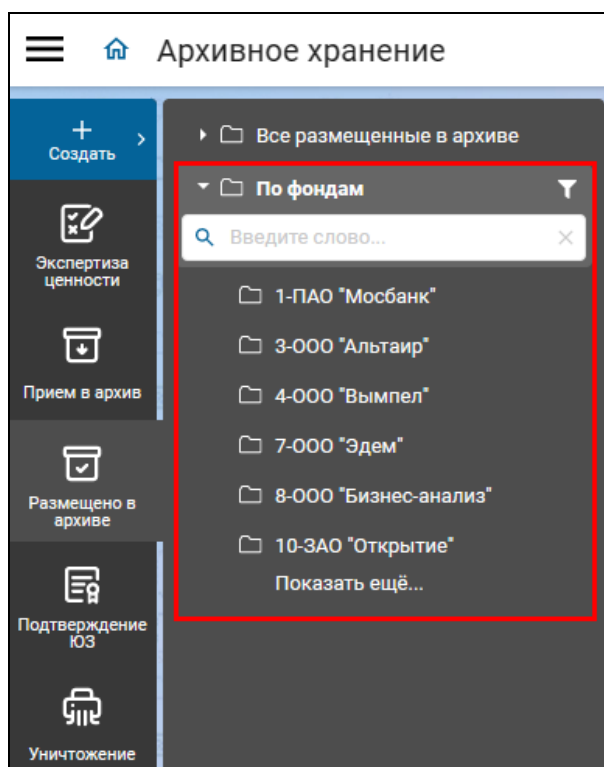 Архивное хранение
Создать
Экспертиза
ценности
Прием в архив
Размещено в
архиве
Подтверждение
ЮЗ
Уничтожение
Все размещенные в архиве
По фондам
Введите слово...
1-ПАО "Мосбанк"
3-ООО "Альтаир"
4-ООО "Вымпел"
7-ООО "Эдем"
8-ООО "Бизнес-анализ"
10-ЗАО "Открытие"
Показать ещё...